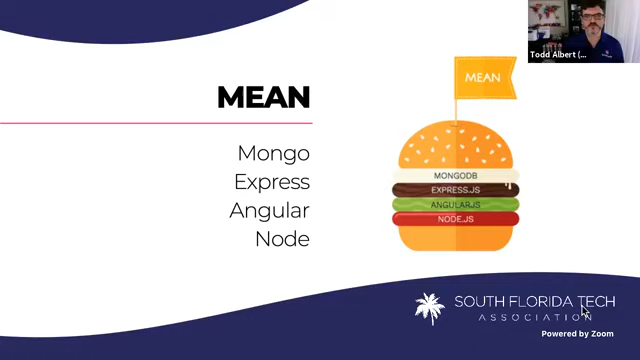 Todd Albert (...
MEAN
Mongo
Express
Angular
Node
MEAN
MONGODB
EXPRESS.JS
ANGULARJS
NODE.JS
SOUTH FLORIDA TECH
ASSOCIATION
Powered by Zoom